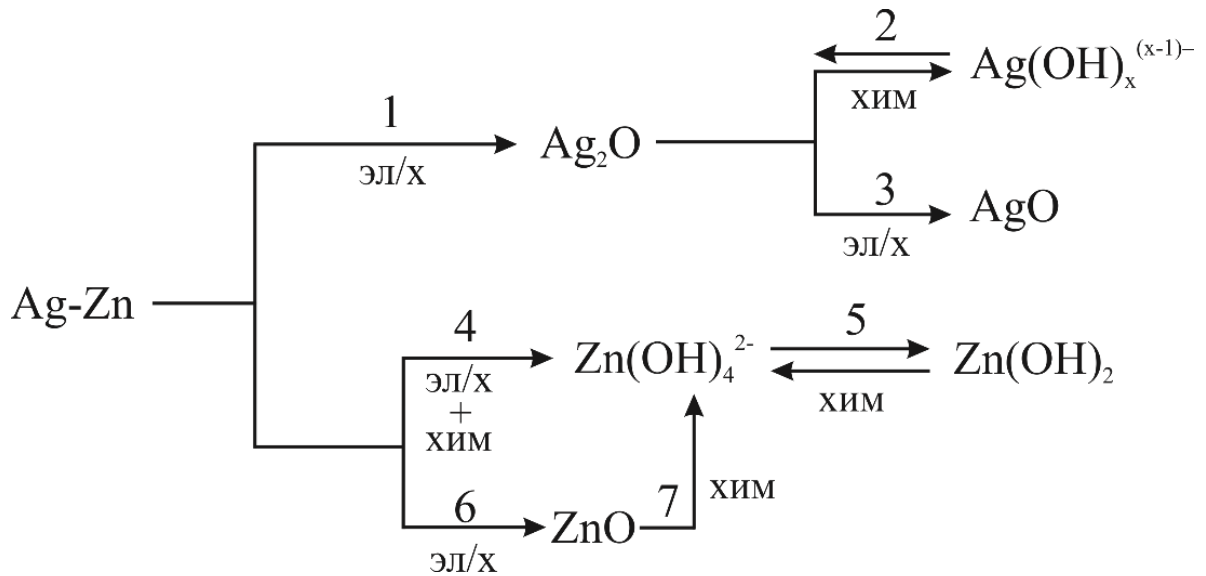 2
Ag(OH)ₓ⁽ˣ⁻¹⁾⁻
хим
1
Ag₂O
эл/х
3
AgO
эл/х
Ag-Zn
4
Zn(OH)₄²⁻
5
Zn(OH)₂
эл/х
+
хим
хим
6
ZnO
7
хим
эл/х